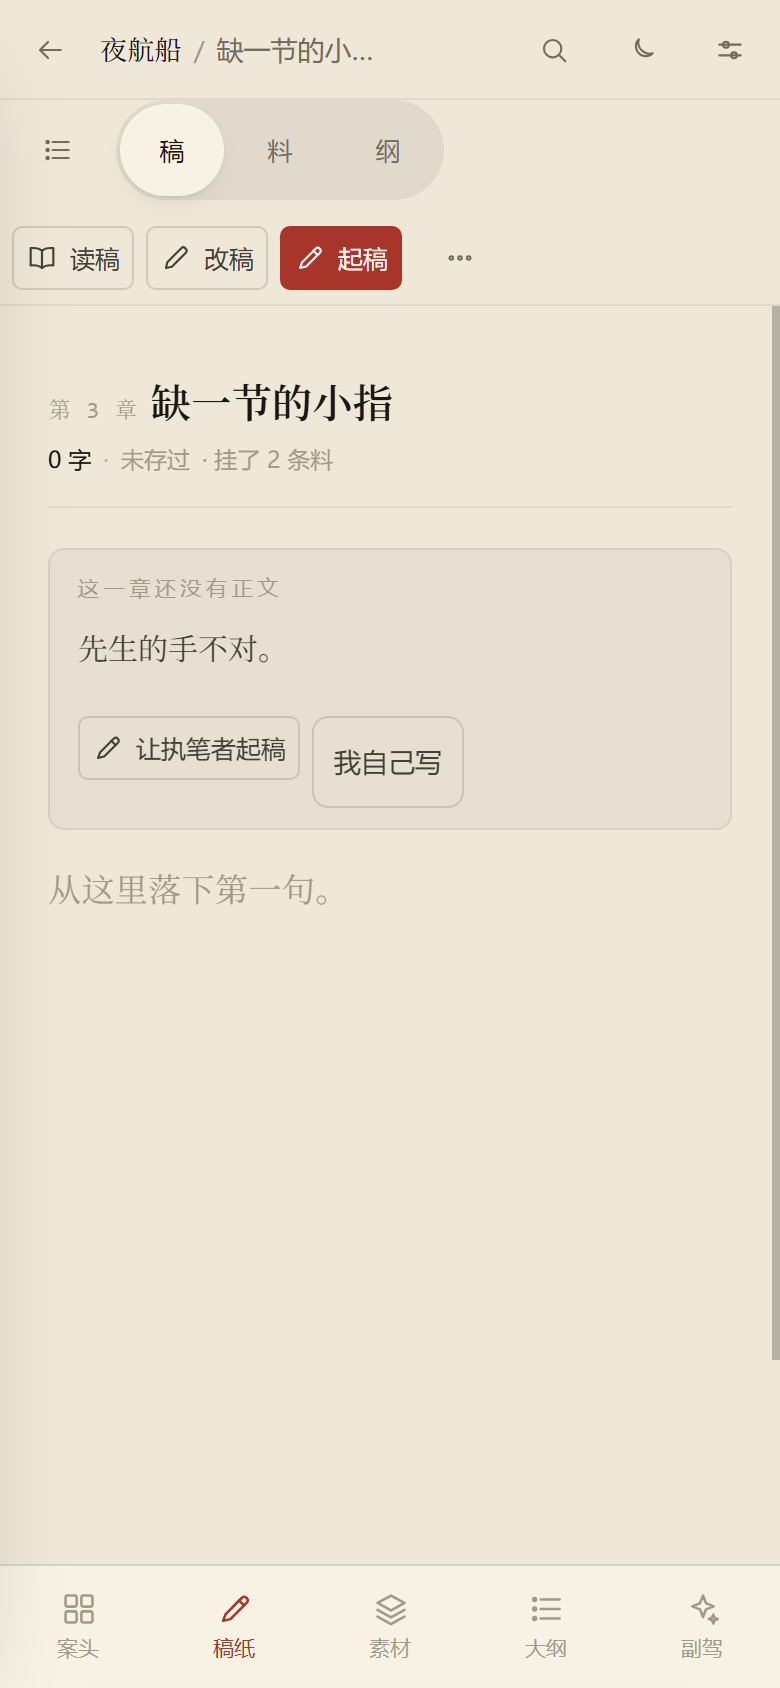 夜航船 / 缺一节的小...
稿 料 纲
读稿 改稿 起稿
第 3 章 缺一节的小指
0 字 · 未存过 · 挂了 2 条料
这一章还没有正文
先生的手不对。
让执笔者起稿 我自己写
从这里落下第一句。
案头 稿纸 素材 大纲 副驾